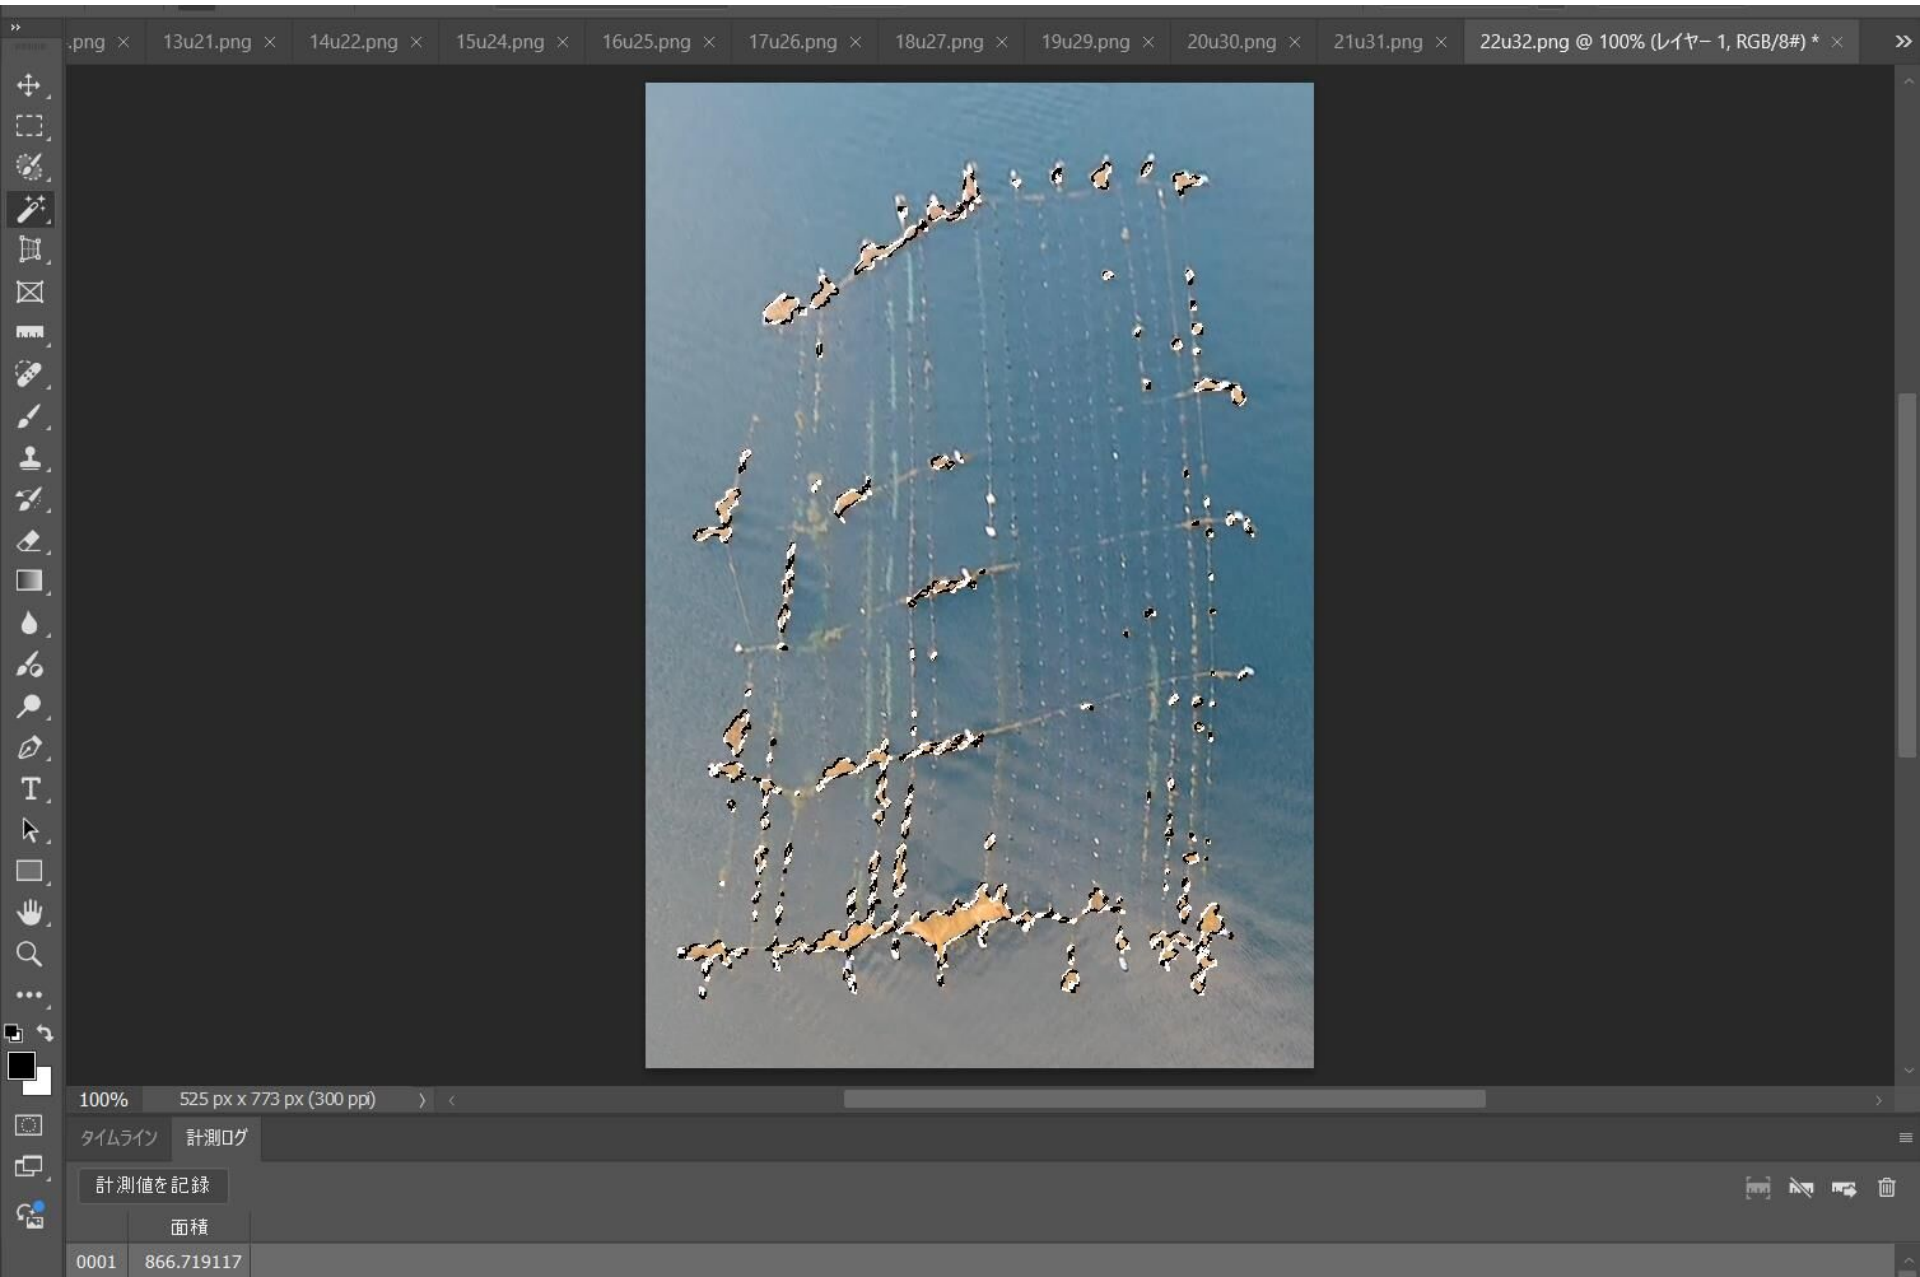 .png × 13u21.png × 14u22.png × 15u24.png × 16u25.png × 17u26.png × 18u27.png × 19u29.png × 20u30.png × 21u31.png × 22u32.png @ 100% (レイヤー 1, RGB/8#) * ×
100% 525 px x 773 px (300 ppi)
タイムライン 計測ログ
計測値を記録
面積
0001 866.719117